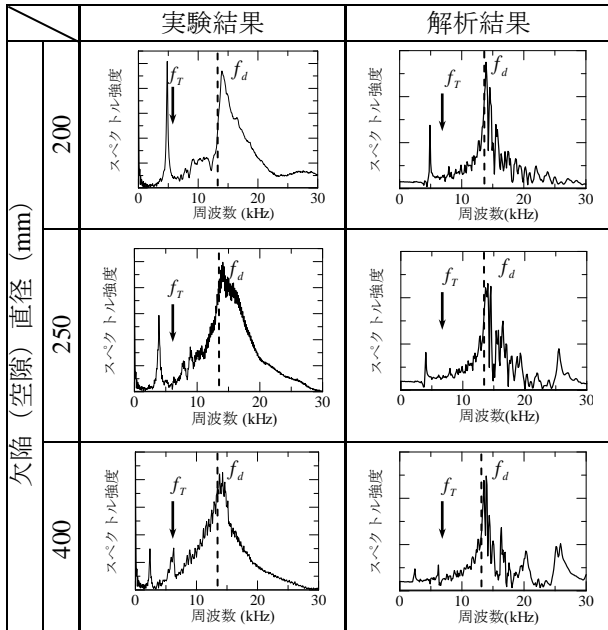 実験結果
解析結果
欠陥（空隙）直径（mm）
200
スペクトル強度
f_T
f_d
0
10
20
30
周波数 (kHz)
スペクトル強度
f_T
f_d
0
10
20
30
周波数 (kHz)
250
スペクトル強度
f_T
f_d
0
10
20
30
周波数 (kHz)
スペクトル強度
f_T
f_d
0
10
20
30
周波数 (kHz)
400
スペクトル強度
f_T
f_d
0
10
20
30
周波数 (kHz)
スペクトル強度
f_T
f_d
0
10
20
30
周波数 (kHz)